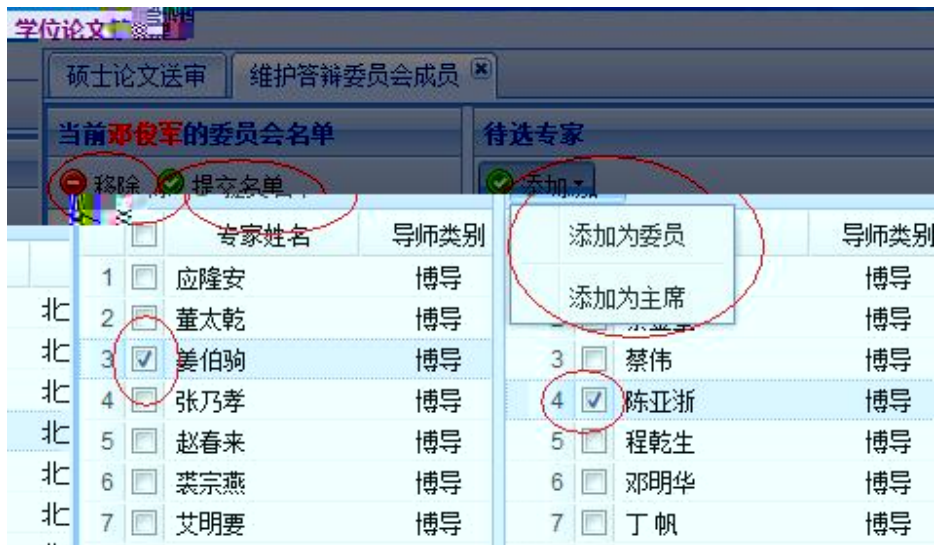 学位论文
硕士论文送审 维护答辩委员会成员
当前邓俊军的委员会名单 待选专家
移除 提交名单 添加
专家姓名 导师类别 添加为委员 导师类别
添加为主席
1 应隆安 博导 博导
北 2 董太乾 博导 博导
北 3 姜伯驹 博导 3 蔡伟 博导
北 4 张乃孝 博导 4 陈亚浙 博导
北 5 赵春来 博导 5 程乾生 博导
北 6 裘宗燕 博导 6 邓明华 博导
北 7 艾明要 博导 7 丁帆 博导